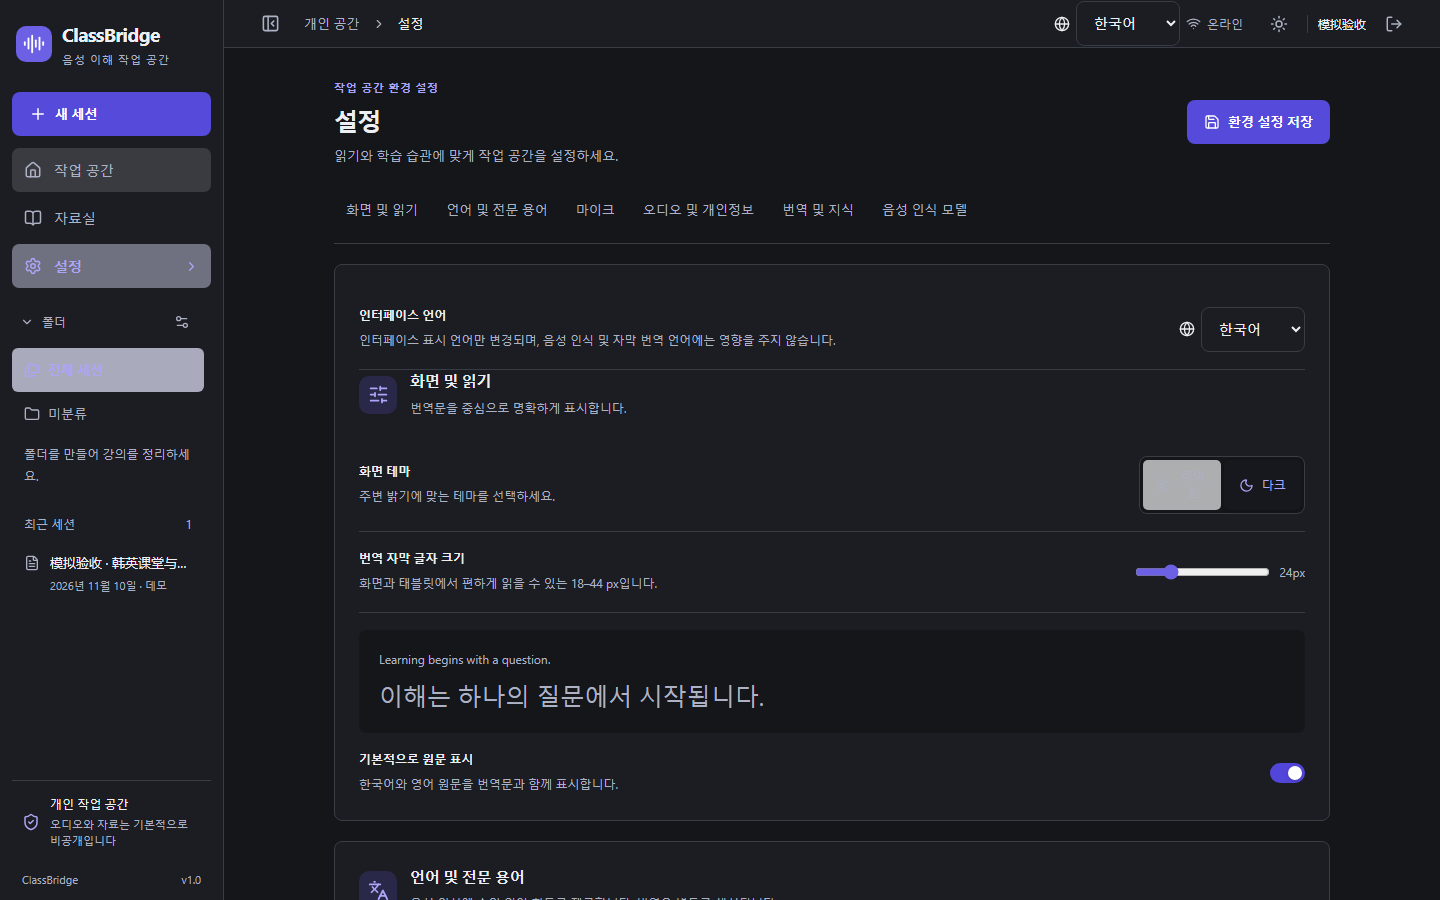 ClassBridge
음성 이해 작업 공간
새 세션
작업 공간
자료실
설정
폴더
전체 세션
미분류
폴더를 만들어 강의를 정리하세
요.
최근 세션 1
模拟验收 · 韩英课堂与...
2026년 11월 10일 · 데모
개인 작업 공간
오디오와 자료는 기본적으로
비공개입니다
ClassBridge v1.0
개인 공간 > 설정
한국어
온라인
模拟验收
작업 공간 환경 설정
설정
읽기와 학습 습관에 맞게 작업 공간을 설정하세요.
환경 설정 저장
화면 및 읽기 언어 및 전문 용어 마이크 오디오 및 개인정보 번역 및 지식 음성 인식 모델
인터페이스 언어
인터페이스 표시 언어만 변경되며, 음성 인식 및 자막 번역 언어에는 영향을 주지 않습니다.
한국어
화면 및 읽기
번역문을 중심으로 명확하게 표시합니다.
화면 테마
주변 밝기에 맞는 테마를 선택하세요.
다크
번역 자막 글자 크기
화면과 태블릿에서 편하게 읽을 수 있는 18–44 px입니다.
24px
Learning begins with a question.
이해는 하나의 질문에서 시작됩니다.
기본적으로 원문 표시
한국어와 영어 원문을 번역문과 함께 표시합니다.
언어 및 전문 용어